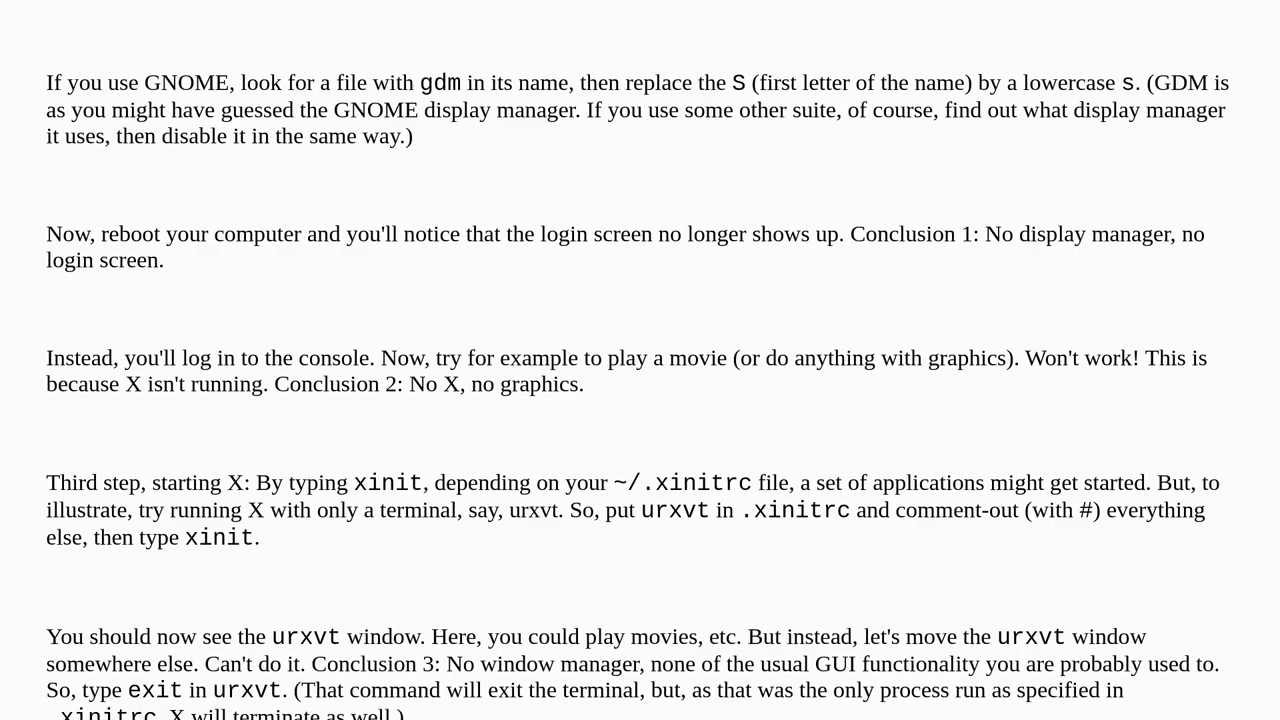 If you use GNOME, look for a file with gdm in its name, then replace the S (first letter of the name) by a lowercase s. (GDM is
as you might have guessed the GNOME display manager. If you use some other suite, of course, find out what display manager
it uses, then disable it in the same way.)
Now, reboot your computer and you'll notice that the login screen no longer shows up. Conclusion 1: No display manager, no
login screen.
Instead, you'll log in to the console. Now, try for example to play a movie (or do anything with graphics). Won't work! This is
because X isn't running. Conclusion 2: No X, no graphics.
Third step, starting X: By typing xinit, depending on your ~/.xinitrc file, a set of applications might get started. But, to
illustrate, try running X with only a terminal, say, urxvt. So, put urxvt in .xinitrc and comment-out (with #) everything
else, then type xinit.
You should now see the urxvt window. Here, you could play movies, etc. But instead, let's move the urxvt window
somewhere else. Can't do it. Conclusion 3: No window manager, none of the usual GUI functionality you are probably used to.
So, type exit in urxvt. (That command will exit the terminal, but, as that was the only process run as specified in
.xinitrc, X will terminate as well.)